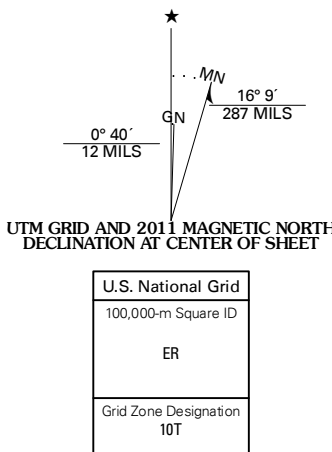 ★
MN
GN
16° 9´
287 MILS
0° 40´
12 MILS
UTM GRID AND 2011 MAGNETIC NORTH
DECLINATION AT CENTER OF SHEET
U.S. National Grid
100,000-m Square ID
ER
Grid Zone Designation
10T